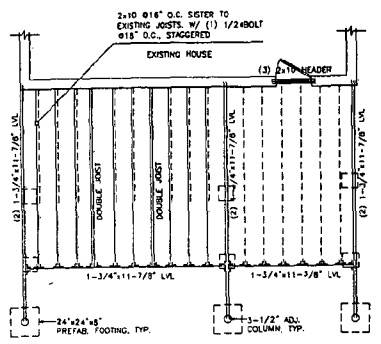 2x10 @16" O.C. SISTER TO
EXISTING JOISTS. W/ (1) 1/2"ØBOLT
@15" O.C., STAGGERED
EXISTING HOUSE
(3) 2x10 HEADER
(2) 1-3/4"x11-7/8" LVL
DOUBLE JOIST
DOUBLE JOIST
(2) 1-3/4"x11-7/8" LVL
(2) 1-3/4"x11-7/8" LVL
1-3/4"x11-7/8" LVL
1-3/4"x11-7/8" LVL
24"x24"x8"
PREFAB. FOOTING, TYP.
3-1/2" ADJ.
COLUMN, TYP.